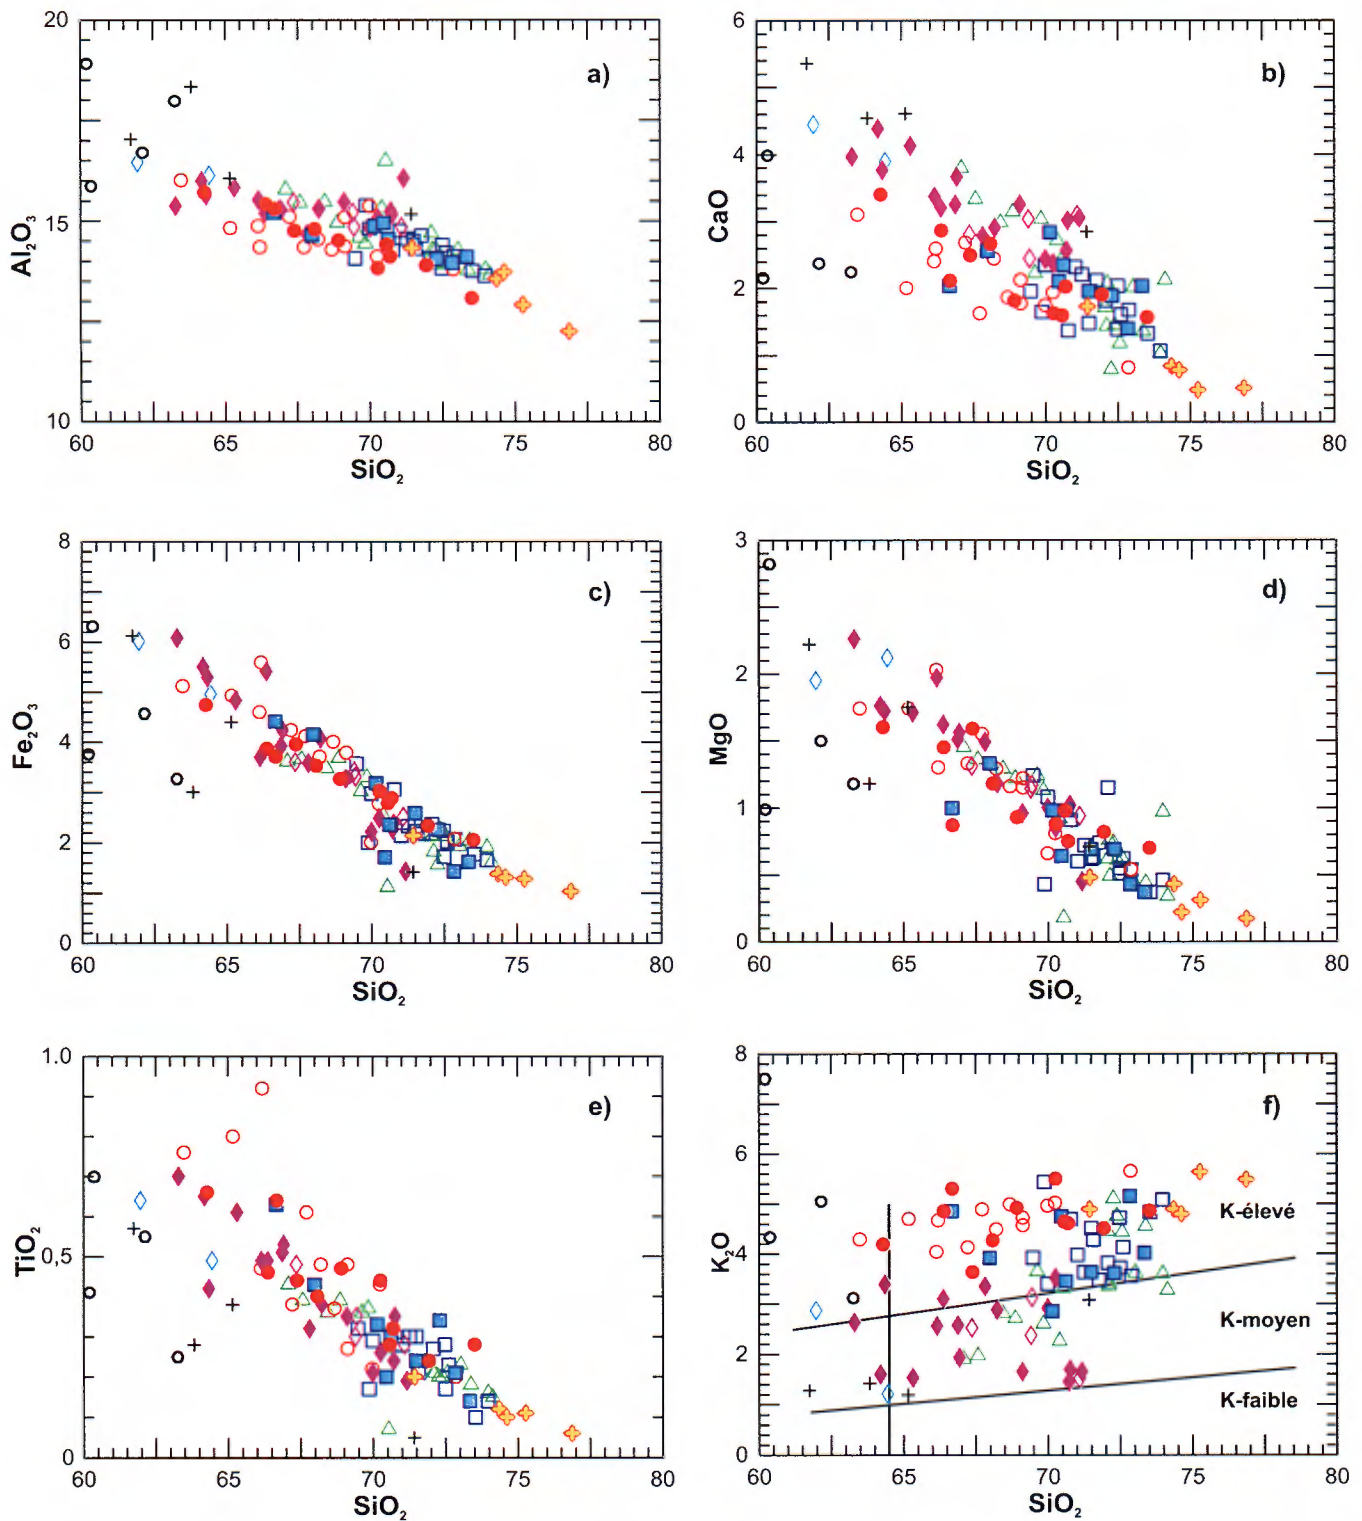 20
15
10
Al₂O₃
a)
60 65 70 75 80
SiO₂
6
4
2
0
CaO
b)
60 65 70 75 80
SiO₂
8
6
4
2
0
Fe₂O₃
c)
60 65 70 75 80
SiO₂
3
2
1
0
MgO
d)
60 65 70 75 80
SiO₂
1.0
0,5
0
TiO₂
e)
60 65 70 75 80
SiO₂
8
6
4
2
0
K₂O
f)
K-élevé
K-moyen
K-faible
60 65 70 75 80
SiO₂